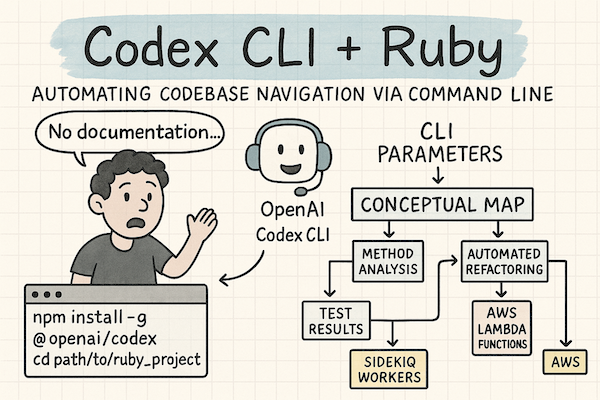 Codex CLI + Ruby
AUTOMATING CODEBASE NAVIGATION VIA COMMAND LINE
No documentation...
OpenAI
Codex CLI
npm install -g
@openai/codex
cd path/to/ruby_project
CLI
PARAMETERS
CONCEPTUAL MAP
METHOD
ANALYSIS
AUTOMATED
REFACTORING
TEST
RESULTS
AWS
LAMBDA
FUNCTIONS
SIDEKIQ
WORKERS
AWS